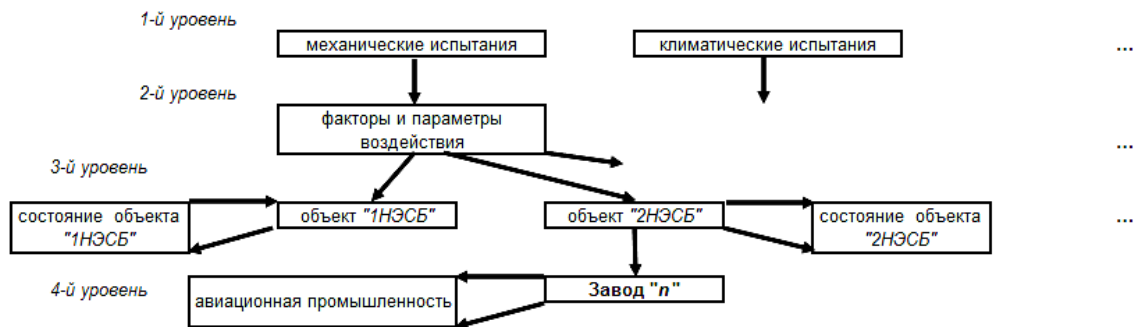 1-й уровень
механические испытания
климатические испытания
...
2-й уровень
факторы и параметры
воздействия
...
3-й уровень
состояние объекта
"1НЭСБ"
объект "1НЭСБ"
объект "2НЭСБ"
состояние объекта
"2НЭСБ"
...
4-й уровень
авиационная промышленность
Завод "n"